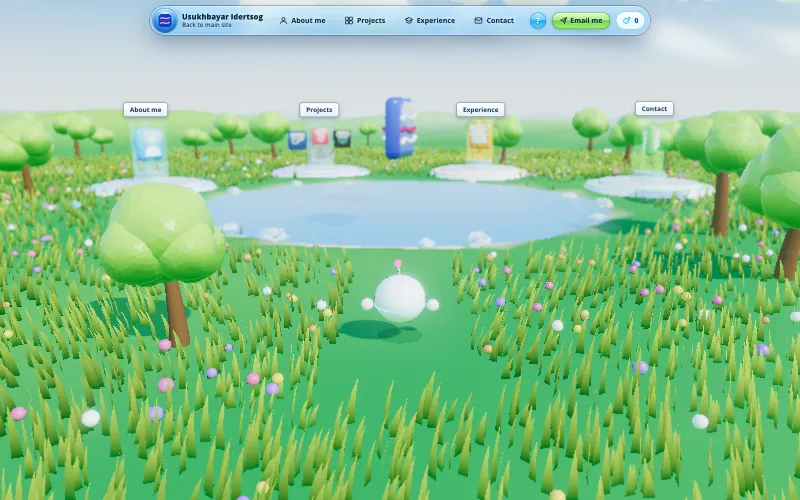 Usukhbayar Idertsog
Back to main site
About me
Projects
Experience
Contact
?
Email me
0
About me
Projects
Experience
Contact